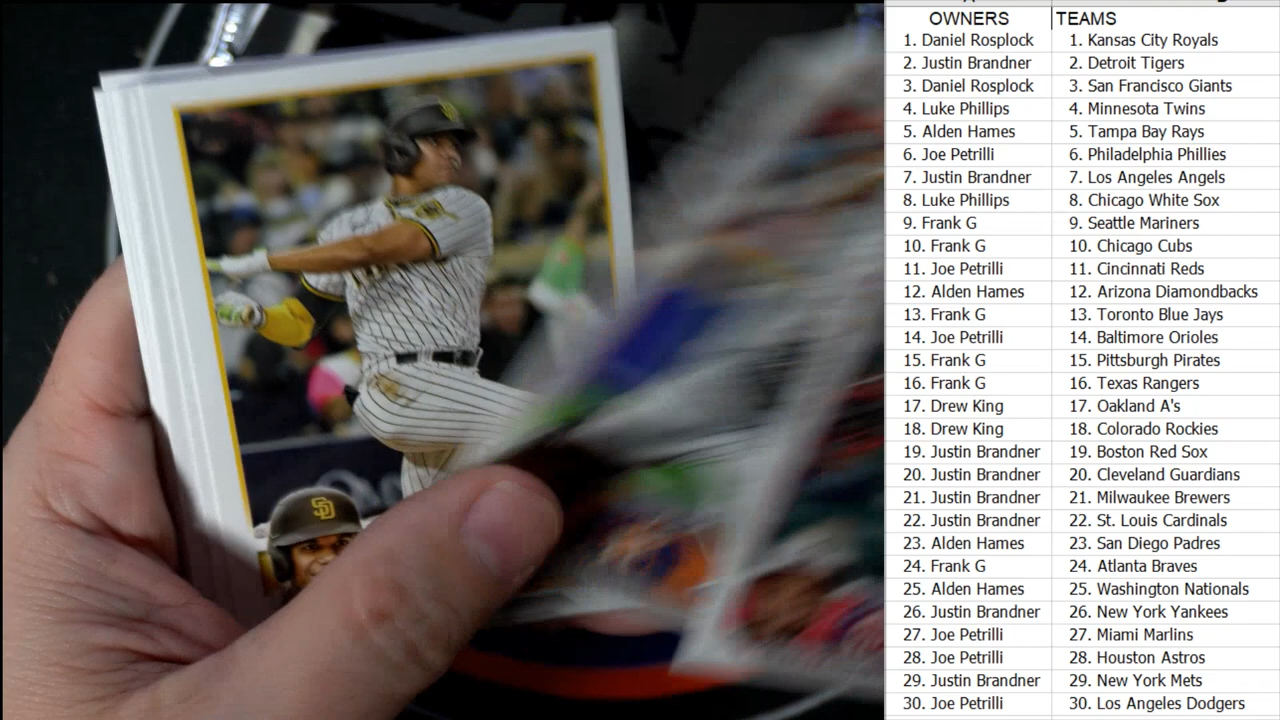 SD
OWNERS TEAMS
1. Daniel Rosplock 1. Kansas City Royals
2. Justin Brandner 2. Detroit Tigers
3. Daniel Rosplock 3. San Francisco Giants
4. Luke Phillips 4. Minnesota Twins
5. Alden Hames 5. Tampa Bay Rays
6. Joe Petrilli 6. Philadelphia Phillies
7. Justin Brandner 7. Los Angeles Angels
8. Luke Phillips 8. Chicago White Sox
9. Frank G 9. Seattle Mariners
10. Frank G 10. Chicago Cubs
11. Joe Petrilli 11. Cincinnati Reds
12. Alden Hames 12. Arizona Diamondbacks
13. Frank G 13. Toronto Blue Jays
14. Joe Petrilli 14. Baltimore Orioles
15. Frank G 15. Pittsburgh Pirates
16. Frank G 16. Texas Rangers
17. Drew King 17. Oakland A's
18. Drew King 18. Colorado Rockies
19. Justin Brandner 19. Boston Red Sox
20. Justin Brandner 20. Cleveland Guardians
21. Justin Brandner 21. Milwaukee Brewers
22. Justin Brandner 22. St. Louis Cardinals
23. Alden Hames 23. San Diego Padres
24. Frank G 24. Atlanta Braves
25. Alden Hames 25. Washington Nationals
26. Justin Brandner 26. New York Yankees
27. Joe Petrilli 27. Miami Marlins
28. Joe Petrilli 28. Houston Astros
29. Justin Brandner 29. New York Mets
30. Joe Petrilli 30. Los Angeles Dodgers